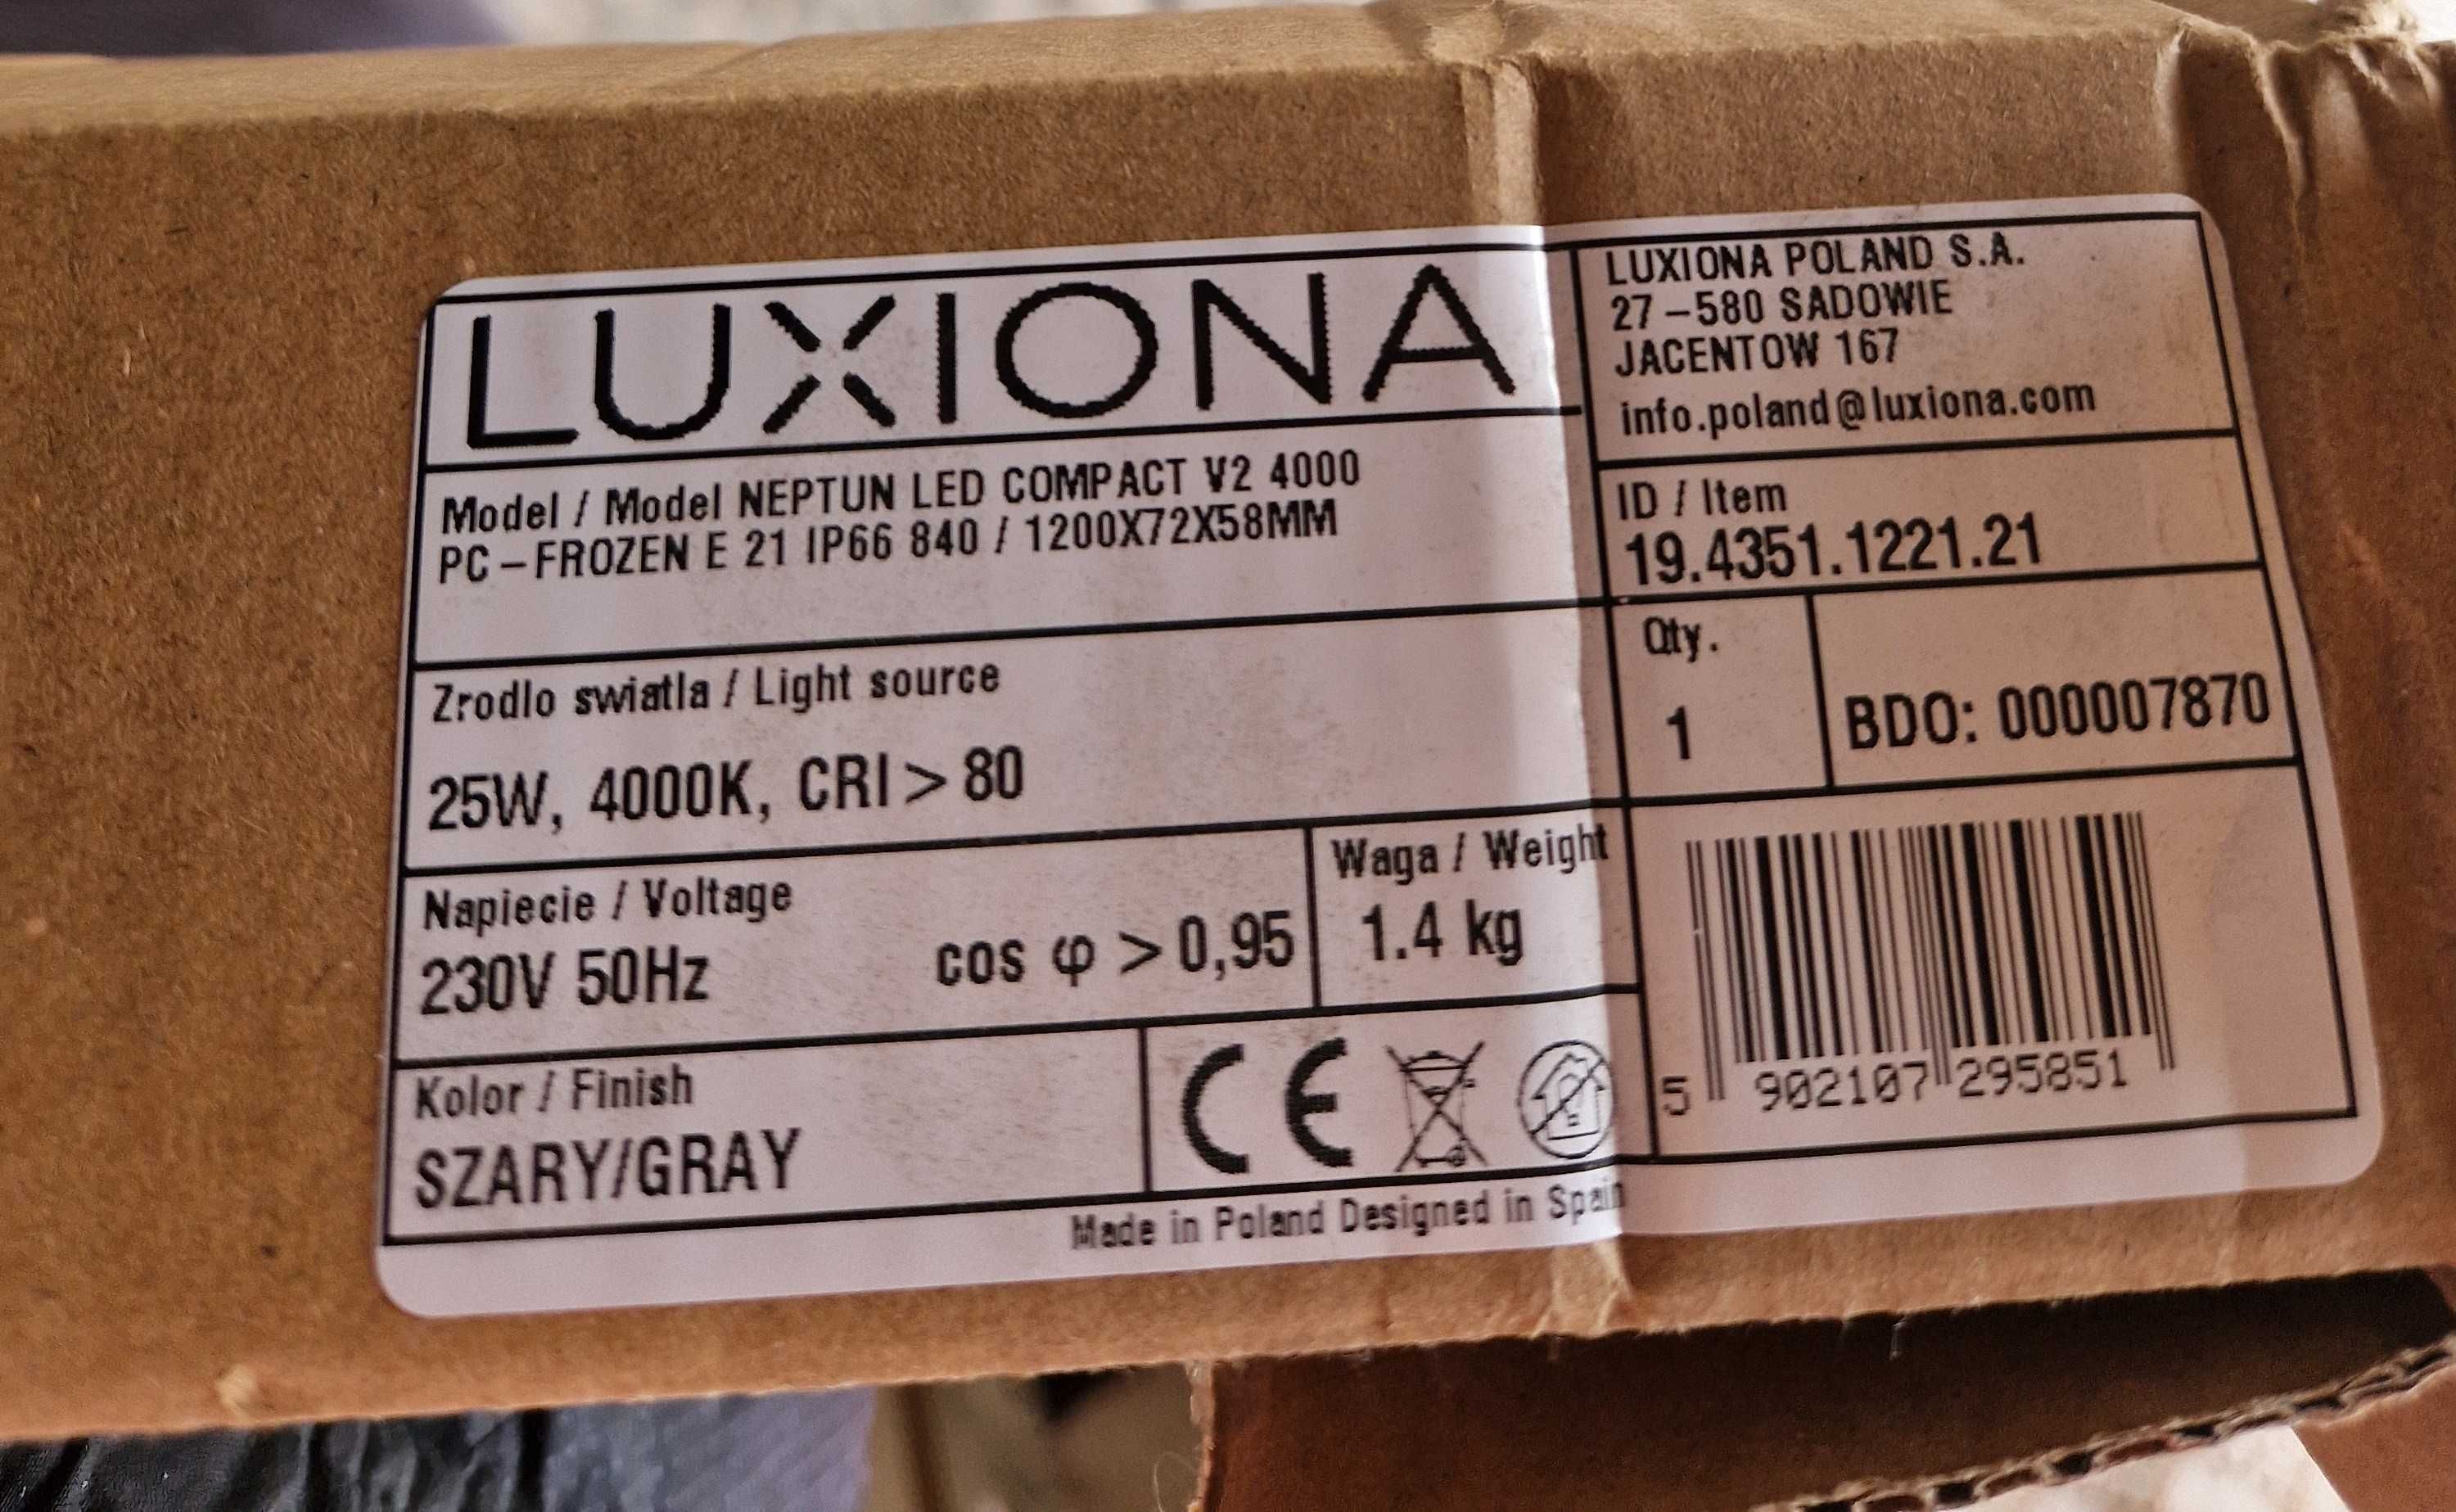 LUXIONA
LUXIONA POLAND S.A.
27-580 SADOWIE
JACENTOW 167
info.poland@luxiona.com
Model / Model NEPTUN LED COMPACT V2 4000
PC-FROZEN E 21 IP66 840 / 1200X72X58MM
ID / Item
19.4351.1221.21
Zrodlo swiatla / Light source
25W, 4000K, CRI > 80
Qty.
1
BDO: 000007870
Napiecie / Voltage
230V 50Hz
cos φ > 0,95
Waga / Weight
1.4 kg
Kolor / Finish
SZARY/GRAY
CE
5 902107 295851
Made in Poland Designed in Spain